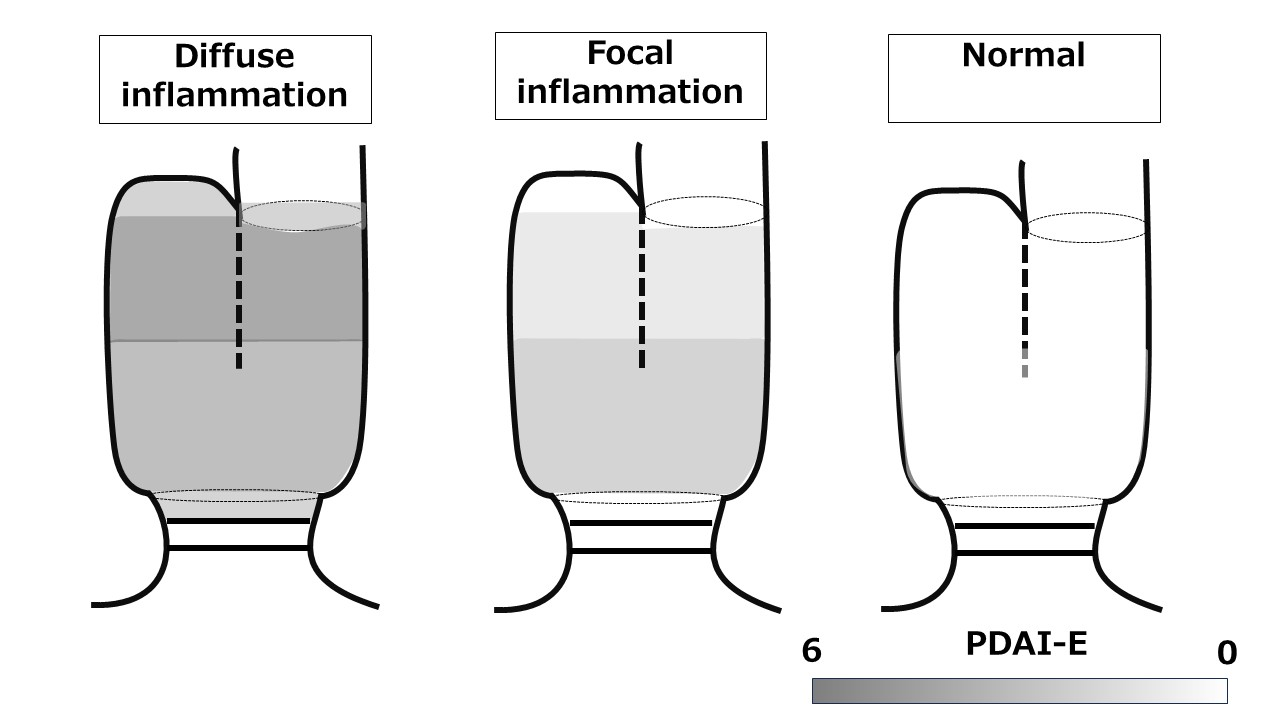 Diffuse
inflammation
Focal
inflammation
Normal
6
PDAI-E
0